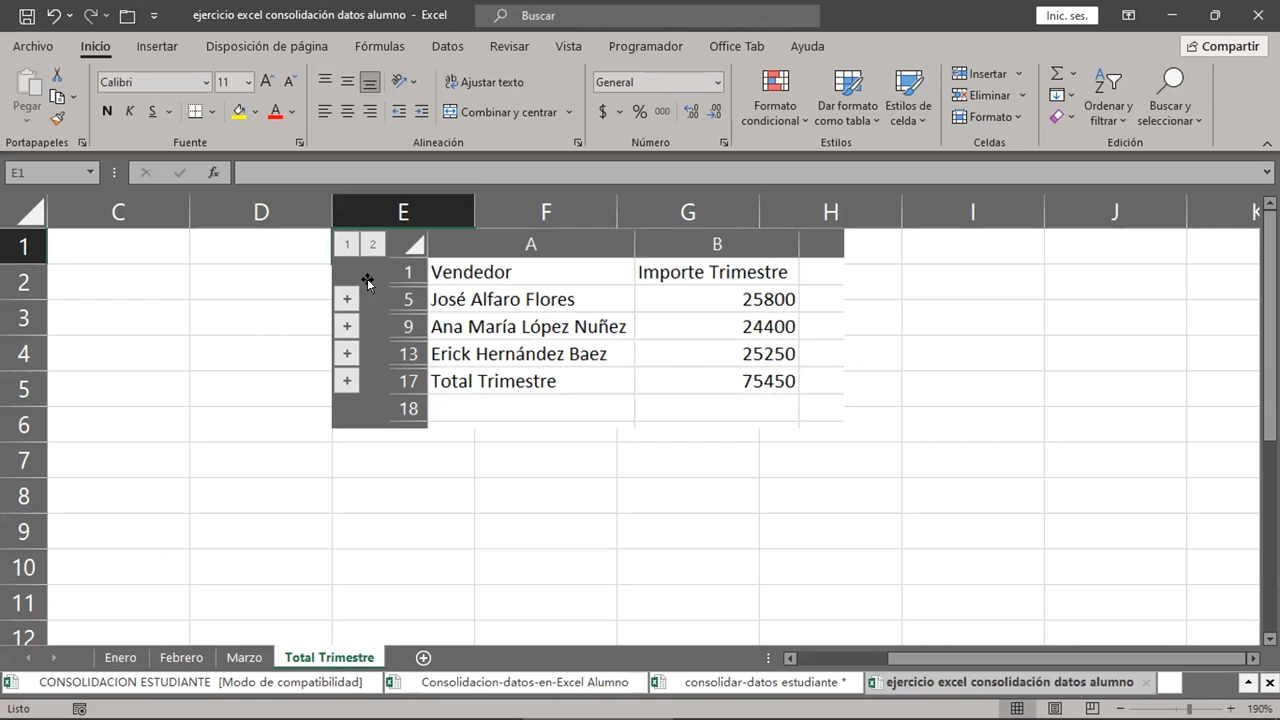 ejercicio excel consolidación datos alumno - Excel
Buscar
Inic. ses.
Archivo Inicio Insertar Disposición de página Fórmulas Datos Revisar Vista Programador Office Tab Ayuda
Compartir
Pegar
Calibri 11
N K S
Ajustar texto
Combinar y centrar
General
$ % 000
Formato condicional
Dar formato como tabla
Estilos de celda
Insertar
Eliminar
Formato
Ordenar y filtrar
Buscar y seleccionar
Portapapeles Fuente Alineación Número Estilos Celdas Edición
E1 fx
C D E F G H I J K
1 2 A B
1 Vendedor Importe Trimestre
5 José Alfaro Flores 25800
9 Ana María López Nuñez 24400
13 Erick Hernández Baez 25250
17 Total Trimestre 75450
18
1
2
3
4
5
6
7
8
9
10
11
12
Enero Febrero Marzo Total Trimestre
CONSOLIDACION ESTUDIANTE [Modo de compatibilidad] Consolidacion-datos-en-Excel Alumno consolidar-datos estudiante * ejercicio excel consolidación datos alumno
Listo 190%